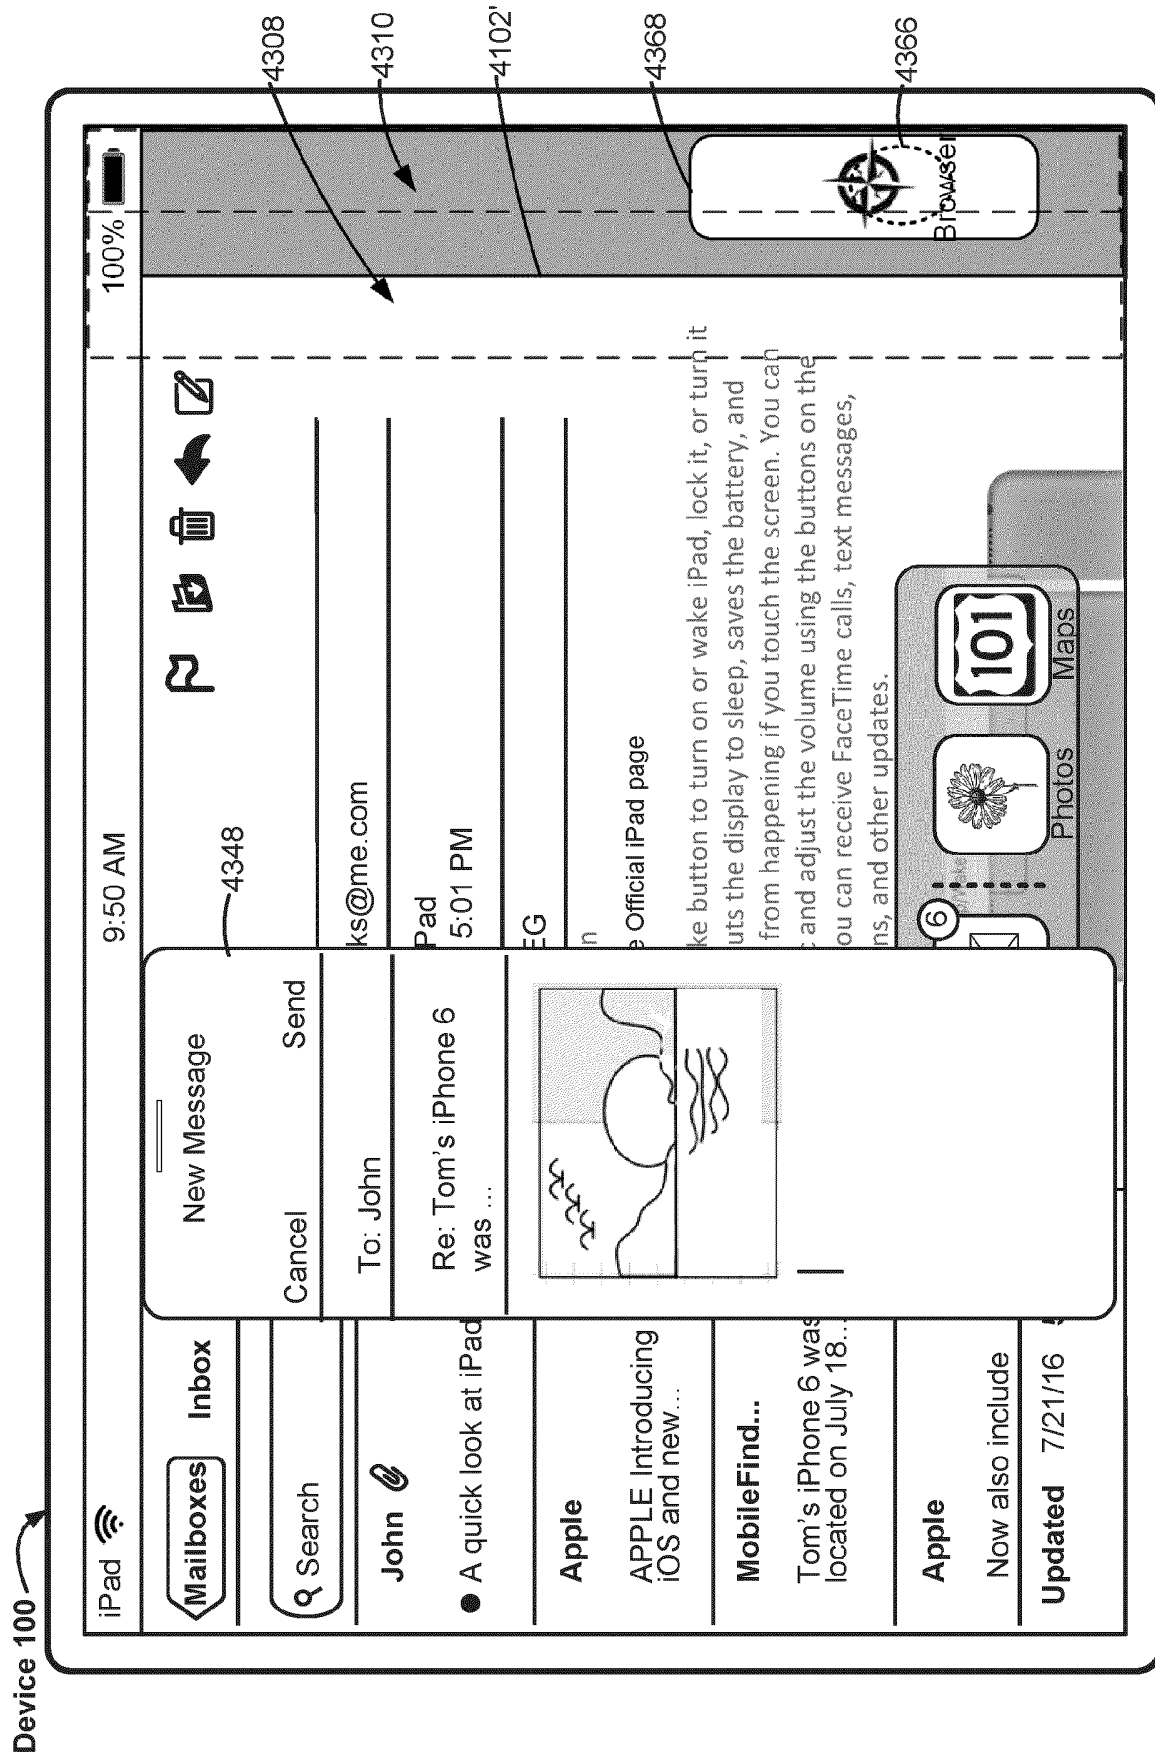 Device 100
iPad
9:50 AM
100%
Mailboxes
Inbox
Search
John
A quick look at iPad
Apple
APPLE Introducing
iOS and new...
MobileFind...
Tom's iPhone 6 was
located on July 18...
Apple
Now also include
Updated 7/21/16
New Message
Cancel
Send
To: John
Re: Tom's iPhone 6
was ...
4348
ks@me.com
Pad
5:01 PM
EG
n
e Official iPad page
ke button to turn on or wake iPad, lock it, or turn it
uts the display to sleep, saves the battery, and
from happening if you touch the screen. You can
and adjust the volume using the buttons on the
ou can receive FaceTime calls, text messages,
ns, and other updates.
6
Photos
101
Maps
Browser
4308
4310
4102'
4368
4366